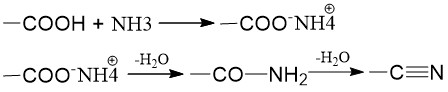 —COOH + NH3 ⟶ —COO⁻NH4⊕
—COO⁻NH4⊕ -H₂O⟶ —CO—NH₂ -H₂O⟶ —C≡N